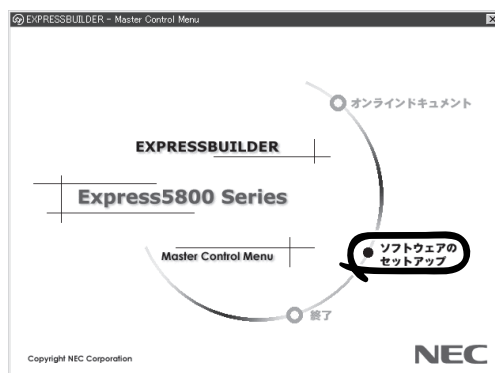 EXPRESSBUILDER - Master Control Menu
オンラインドキュメント
EXPRESSBUILDER
Express5800 Series
Master Control Menu
ソフトウェアの
セットアップ
終了
Copyright NEC Corporation
NEC